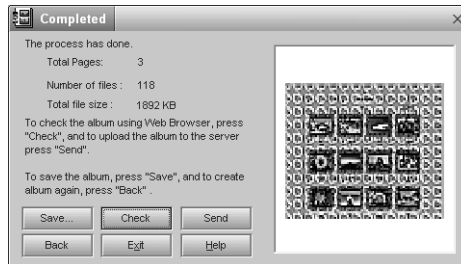 Completed
The process has done.
Total Pages: 3
Number of files : 118
Total file size : 1892 KB
To check the album using Web Browser, press
"Check", and to upload the album to the server
press "Send".
To save the album, press "Save", and to create
album again, press "Back" .
Save... Check Send
Back Exit Help